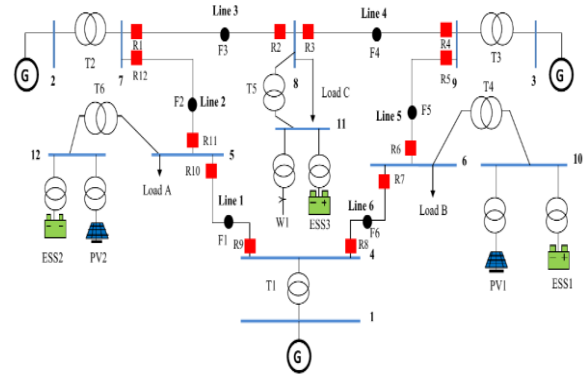 Line 3
Line 4
R1
R2
R3
R4
F3
F4
G
T2
T3
G
2
7
R12
T5
8
Load C
R5
9
3
T6
F2
Line 2
Line 5
F5
T4
12
R11
11
R6
5
6
10
R10
R7
Load A
Load B
Line 1
W1
ESS3
Line 6
ESS2
PV2
F1
R9
R8
F6
4
PV1
ESS1
T1
1
G